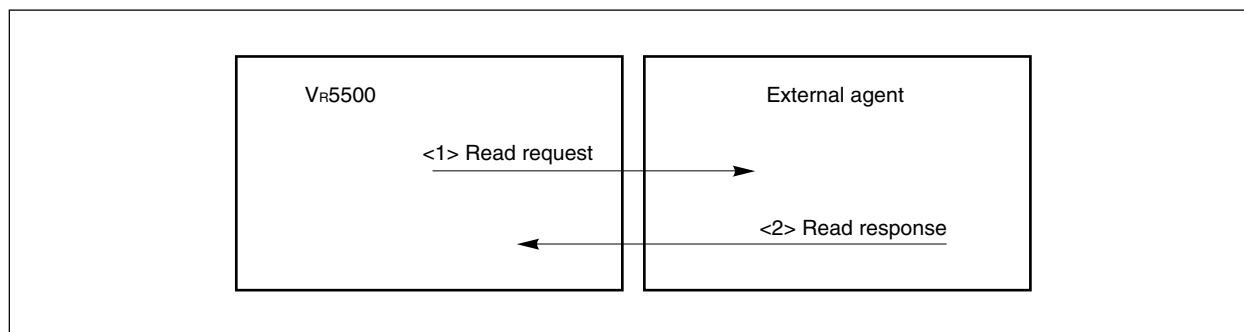 VR5500
External agent
<1> Read request
<2> Read response